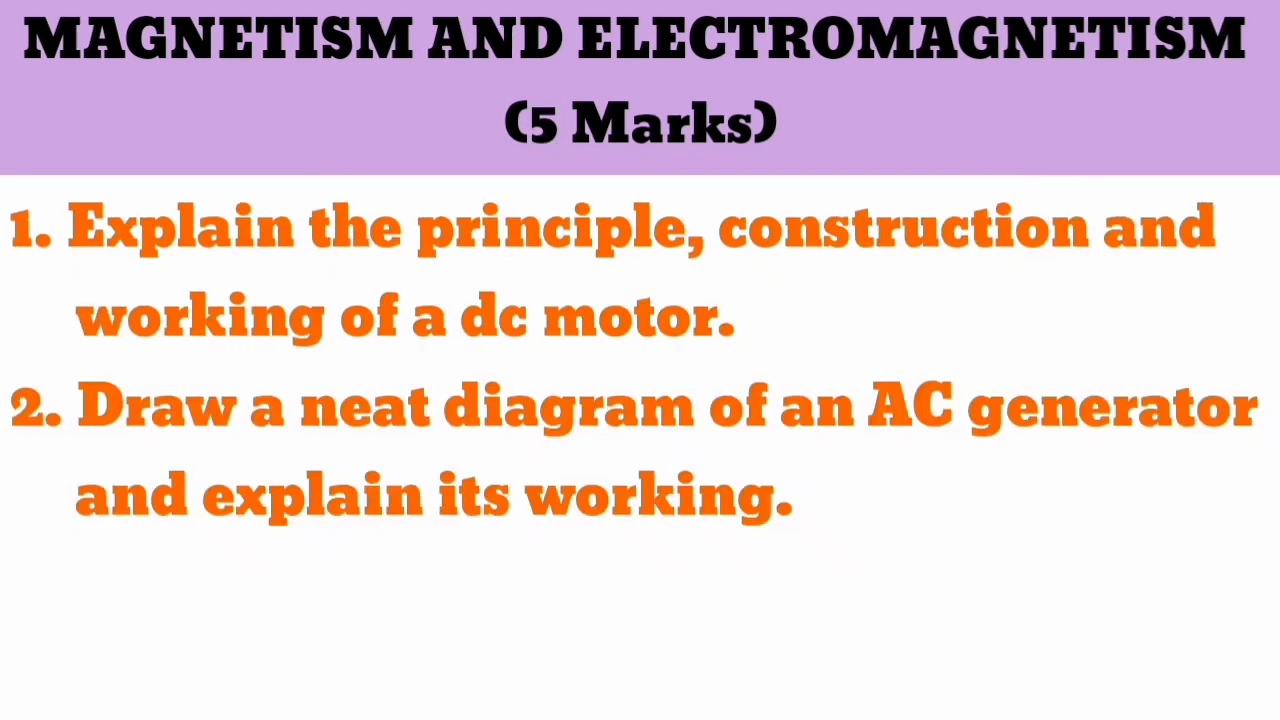 MAGNETISM AND ELECTROMAGNETISM
(5 Marks)
1. Explain the principle, construction and
working of a dc motor.
2. Draw a neat diagram of an AC generator
and explain its working.